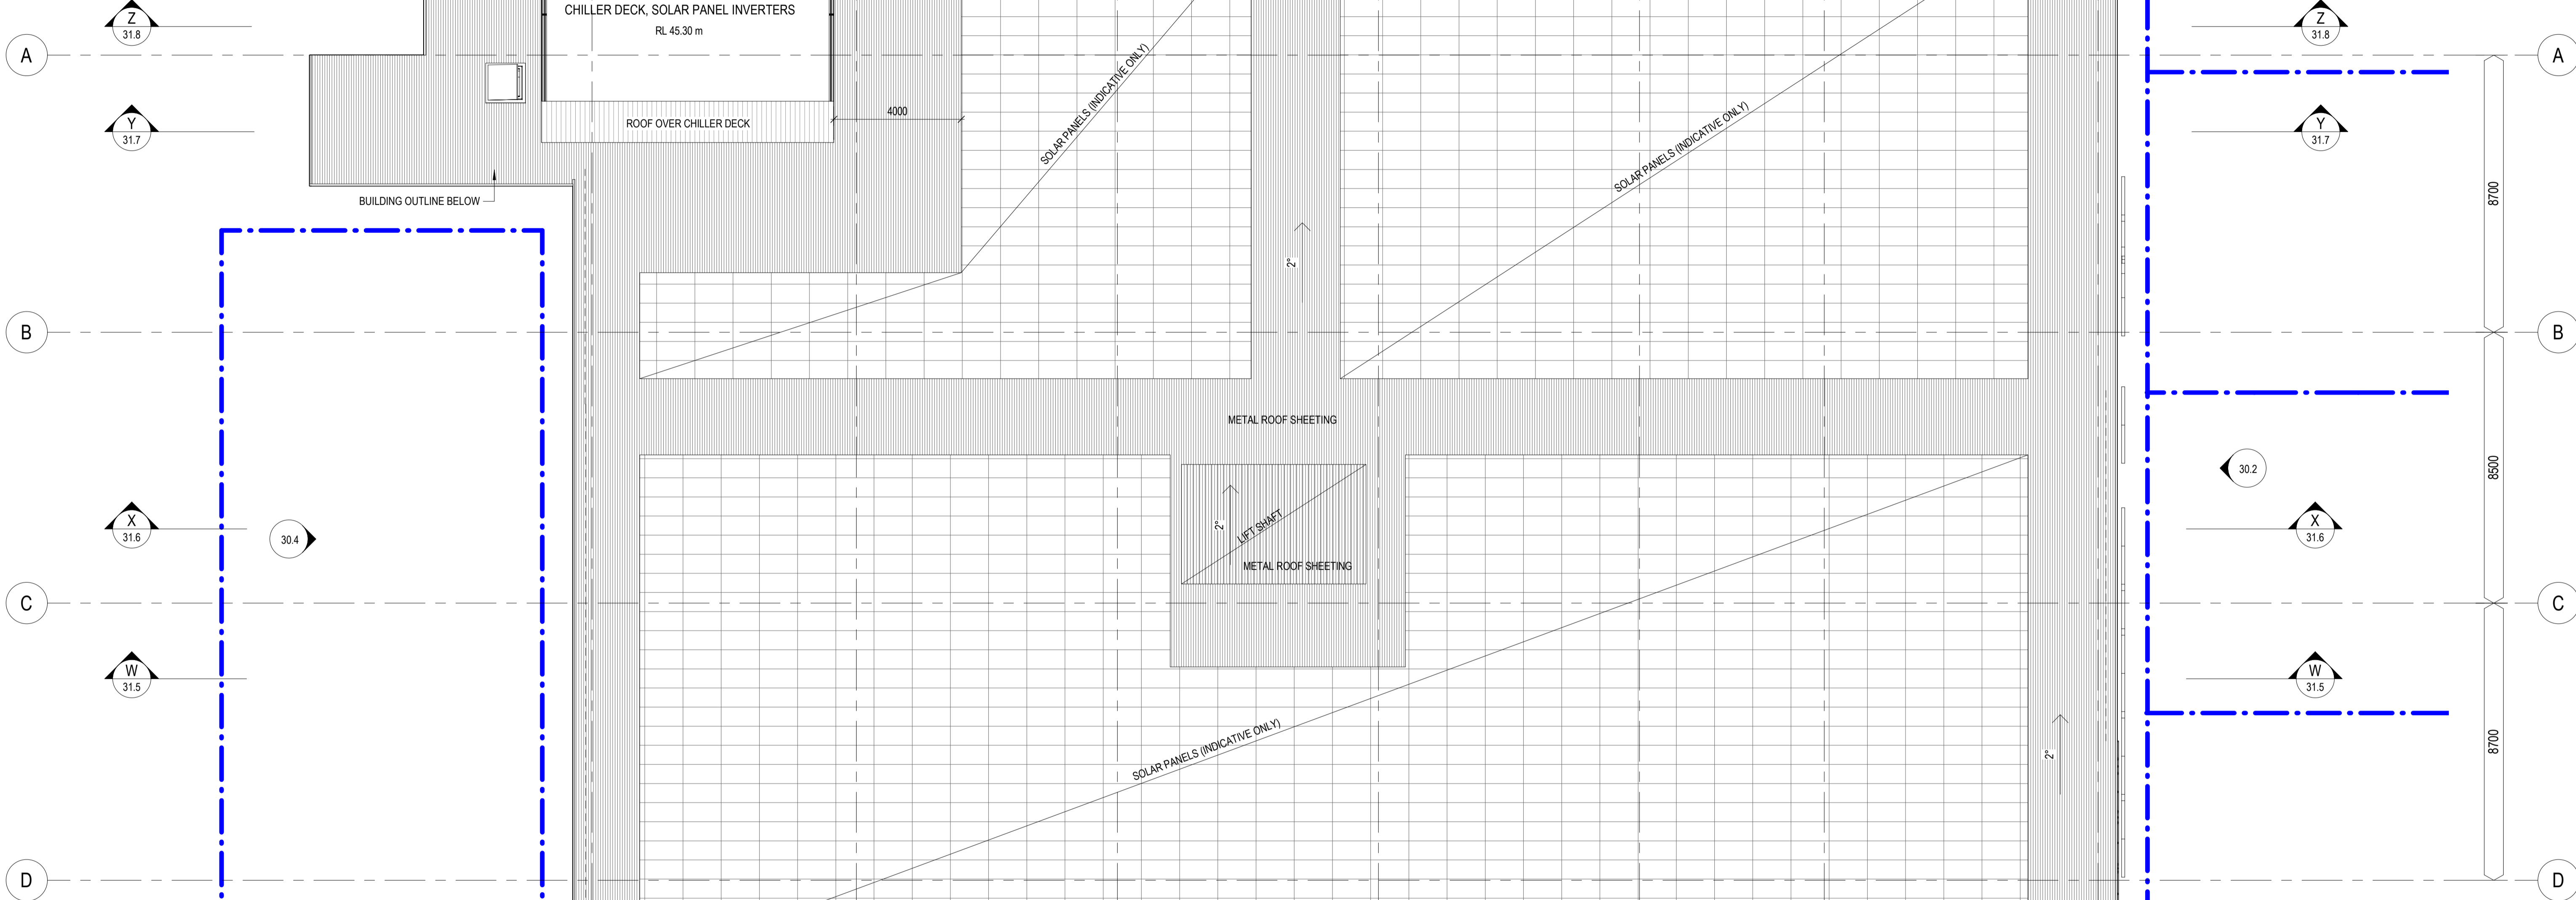 CHILLER DECK, SOLAR PANEL INVERTERS
RL 45.30 m
Z
31.8
Z
31.8
A
A
4000
ROOF OVER CHILLER DECK
SOLAR PANELS (INDICATIVE ONLY)
SOLAR PANELS (INDICATIVE ONLY)
Y
31.7
Y
31.7
8700
BUILDING OUTLINE BELOW
2°
B
B
METAL ROOF SHEETING
30.2
8500
X
31.6
30.4
2°
LIFT SHAFT
METAL ROOF SHEETING
X
31.6
C
C
W
31.5
W
31.5
SOLAR PANELS (INDICATIVE ONLY)
2°
8700
D
D